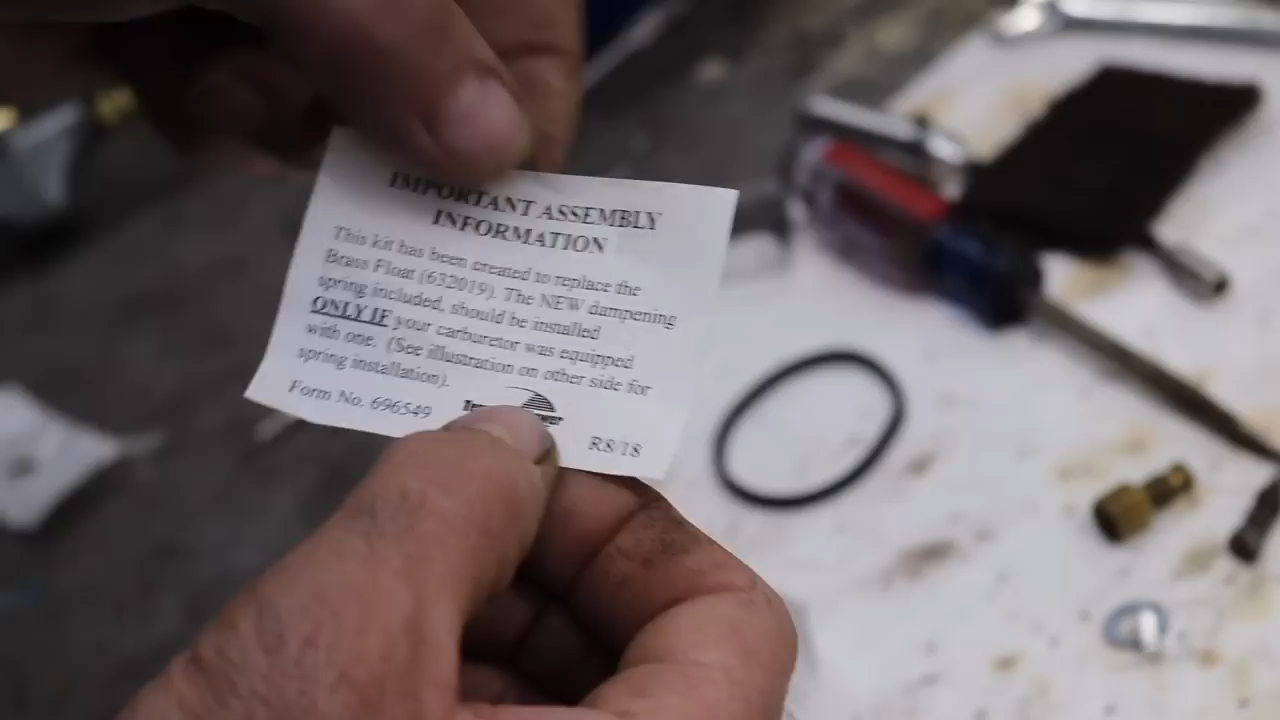 IMPORTANT ASSEMBLY
INFORMATION
This kit has been created to replace the
Brass Float (632019). The NEW dampening
spring included, should be installed
ONLY IF your carburetor was equipped
with one. (See illustration on other side for
spring installation).
Form No. 696549
R8/18